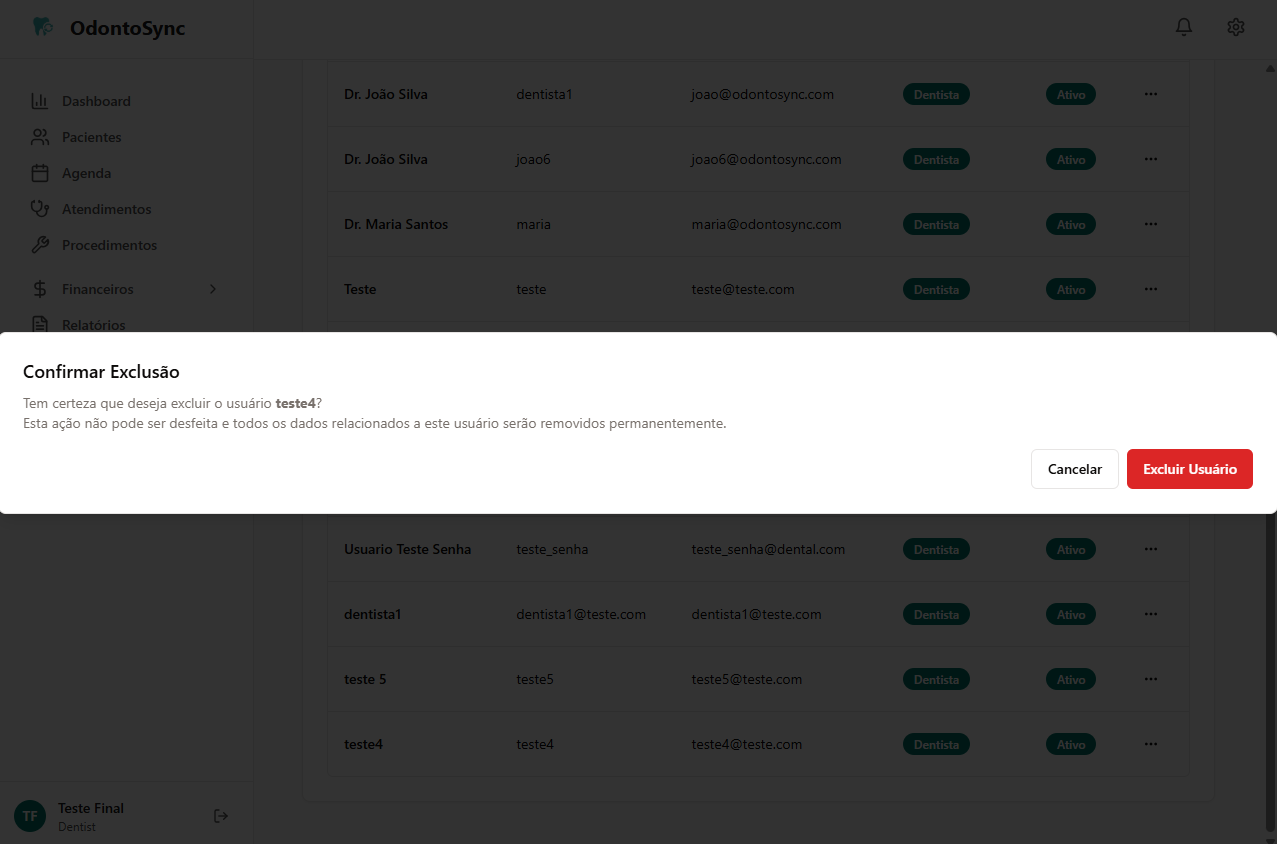 OdontoSync
Dashboard
Pacientes
Agenda
Atendimentos
Procedimentos
Financeiros
Relatórios
Dr. João Silva dentista1 joao@odontosync.com Dentista Ativo ...
Dr. João Silva joao6 joao6@odontosync.com Dentista Ativo ...
Dr. Maria Santos maria maria@odontosync.com Dentista Ativo ...
Teste teste teste@teste.com Dentista Ativo ...
Confirmar Exclusão
Tem certeza que deseja excluir o usuário teste4?
Esta ação não pode ser desfeita e todos os dados relacionados a este usuário serão removidos permanentemente.
Cancelar Excluir Usuário
Usuario Teste Senha teste_senha teste_senha@dental.com Dentista Ativo ...
dentista1 dentista1@teste.com dentista1@teste.com Dentista Ativo ...
teste 5 teste5 teste5@teste.com Dentista Ativo ...
teste4 teste4 teste4@teste.com Dentista Ativo ...
TF Teste Final
Dentist